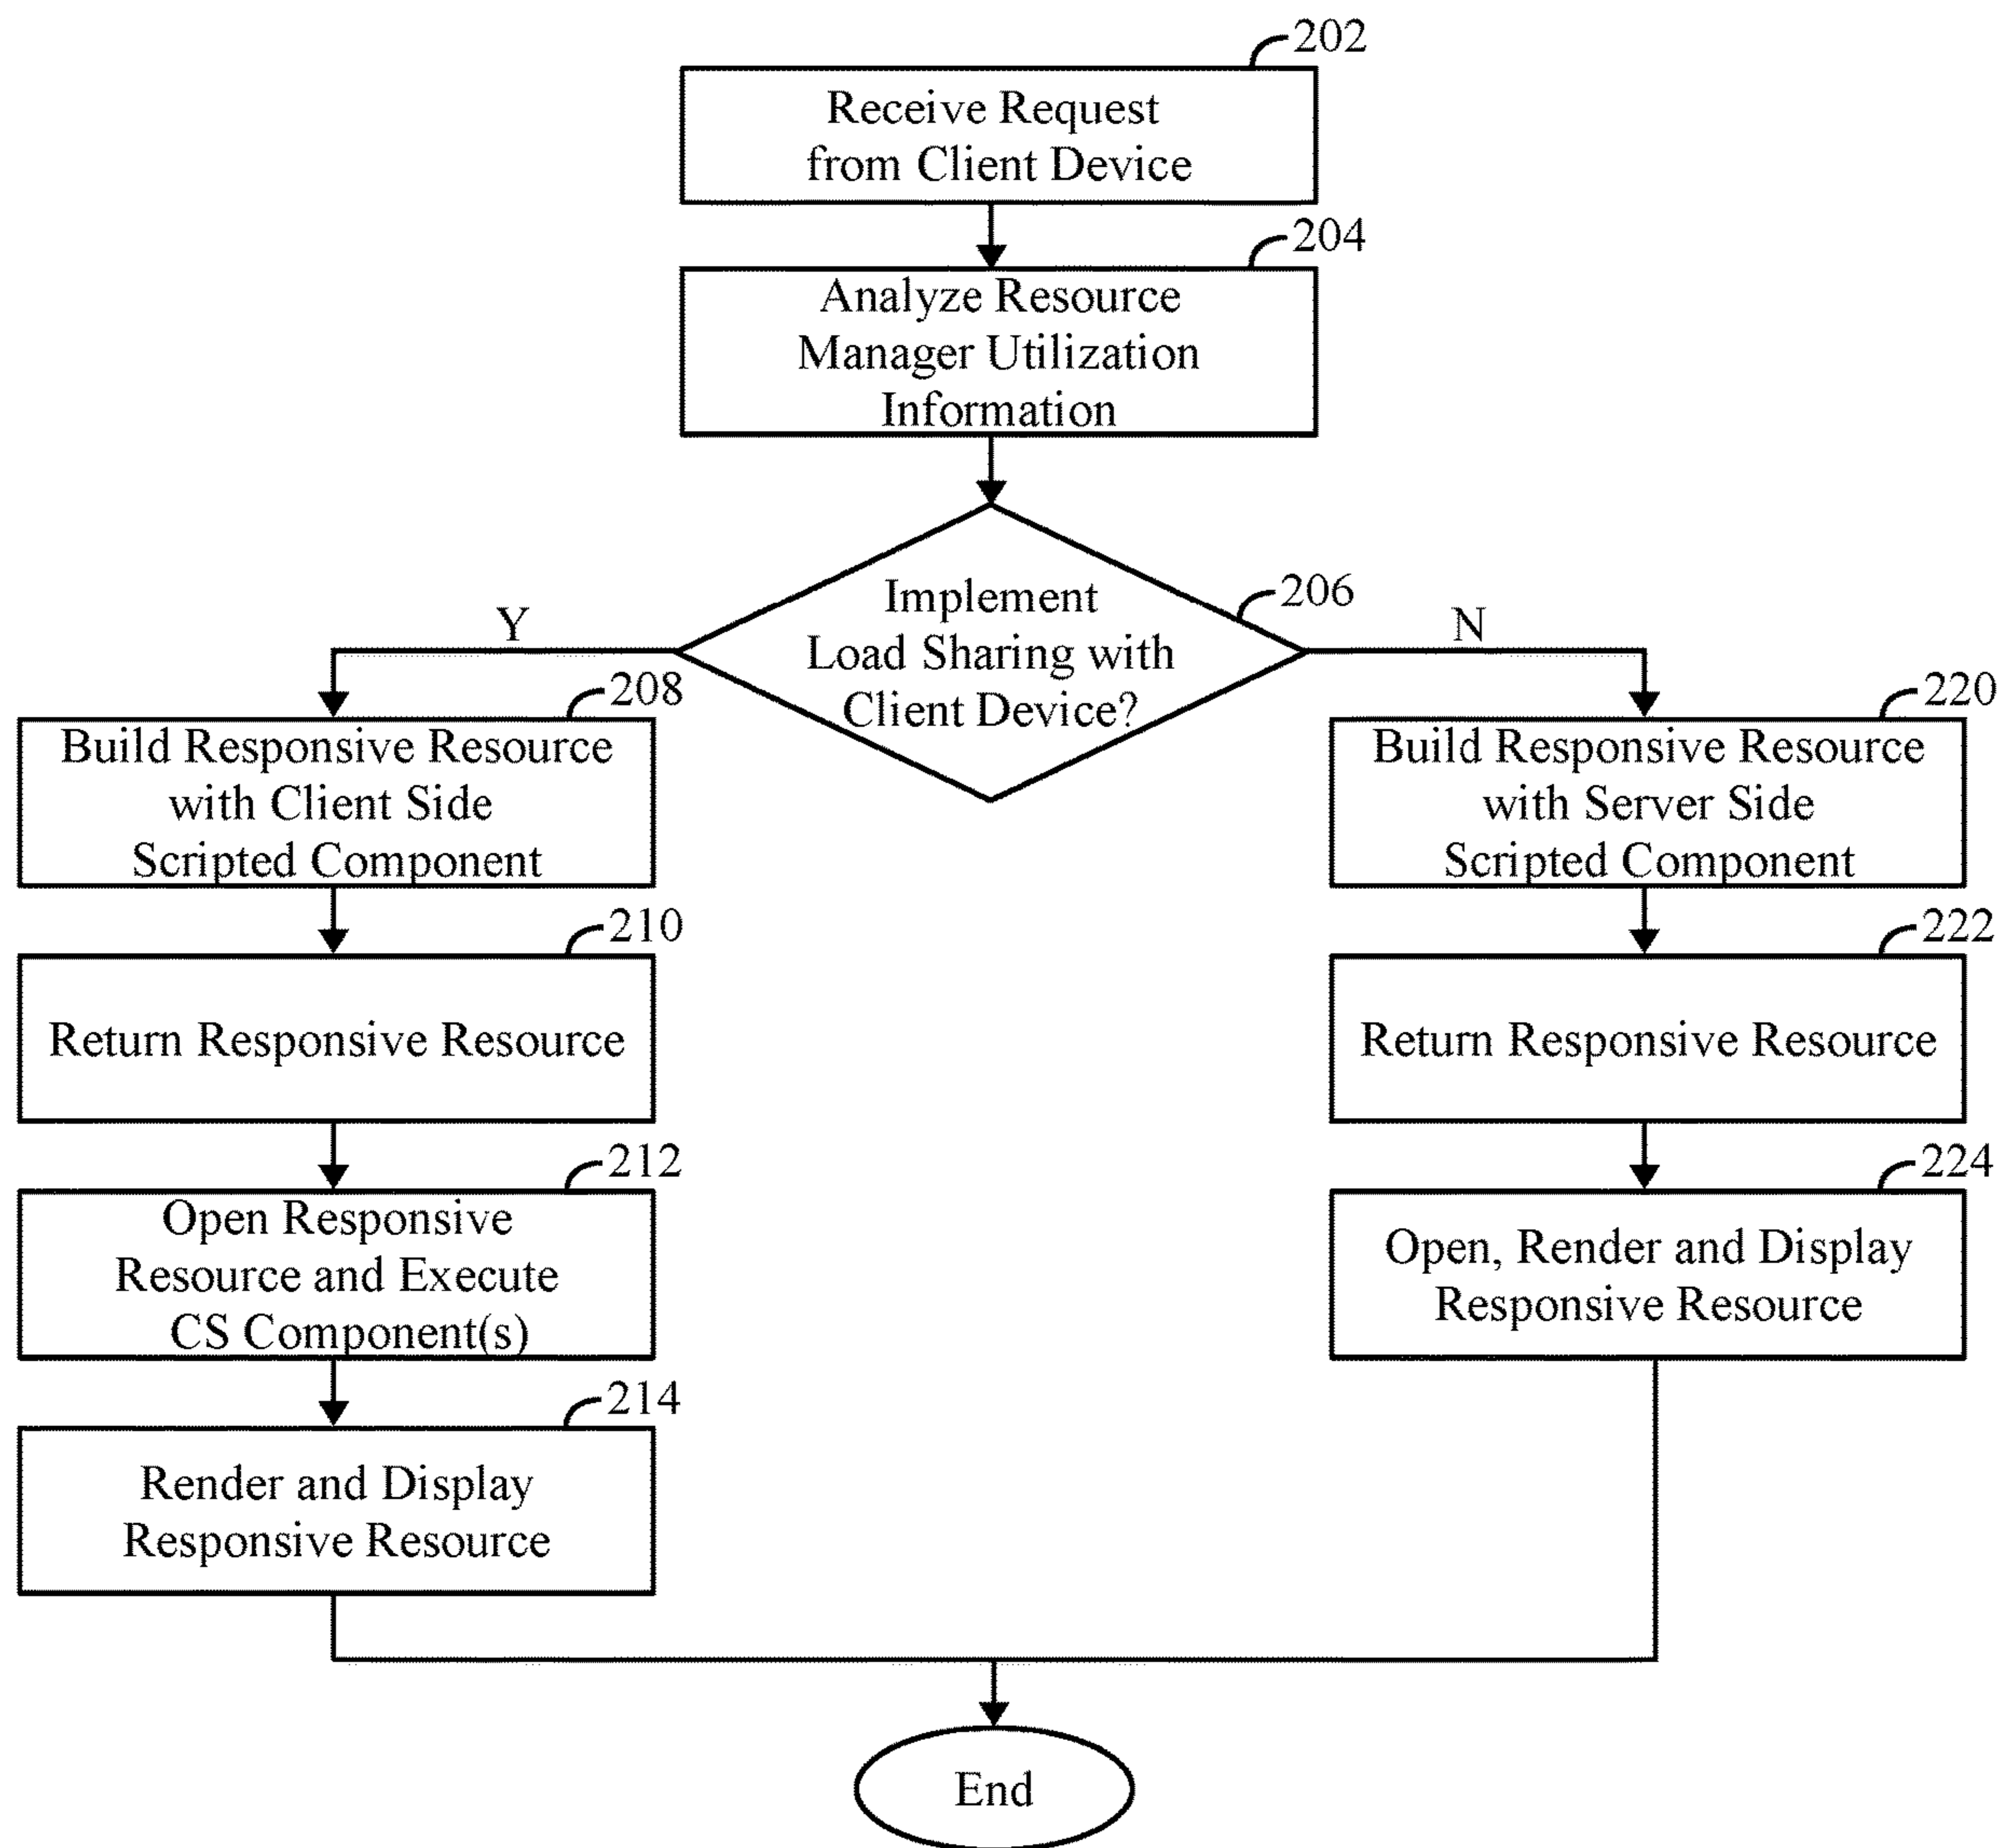 202
Receive Request
from Client Device
204
Analyze Resource
Manager Utilization
Information
206
Implement
Load Sharing with
Client Device?
Y
N
208
Build Responsive Resource
with Client Side
Scripted Component
220
Build Responsive Resource
with Server Side
Scripted Component
210
Return Responsive Resource
222
Return Responsive Resource
212
Open Responsive
Resource and Execute
CS Component(s)
224
Open, Render and Display
Responsive Resource
214
Render and Display
Responsive Resource
End